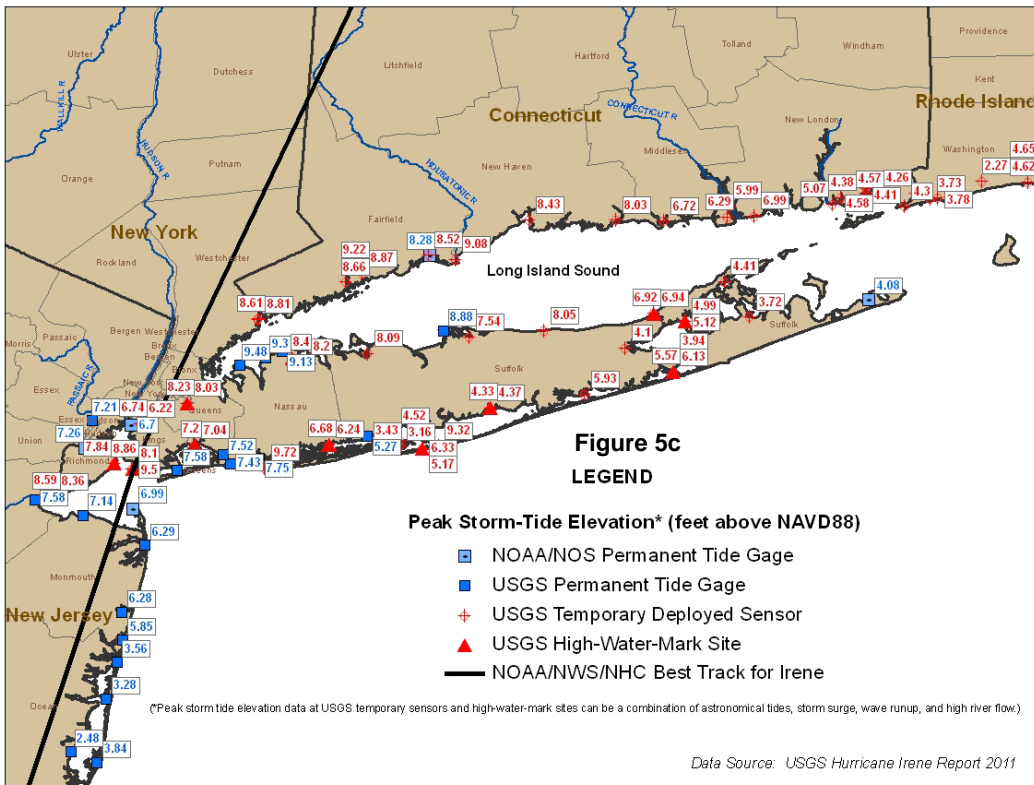 Ulster
Dutchess
Litchfield
Hartford
Tolland
Windham
Providence
Kent
WALLKILL R
HUDSON R
HOUSATONIC R
CONNECTICUT R
Connecticut
Rhode Island
New London
Middlesex
New Haven
Washington
Orange
Putnam
Fairfield
New York
Westchester
Rockland
4.65
2.27 4.62
5.07 4.38 4.57 4.26
4.58 4.41 4.3 3.73
3.78
8.43 8.03 6.72 6.29 5.99 6.99
9.22 8.87
8.66
8.28 8.52 9.08
Long Island Sound
4.41
4.08
8.61 8.81
6.92 6.94 4.99
5.12
3.72
Suffolk
8.88 7.54 8.05
4.1 3.94
5.57 6.13
9.48 9.3 8.4 8.2 8.09
9.13
Bergen Westchester
Passaic
Morris
Bronx
Bergen
Bronx
Essex
PASSAIC R
New York
New York
8.23 8.03
Queens
Nassau
Suffolk
4.33 4.37 5.93
7.21 6.74 6.22
Essex
6.7
Union
7.26
Kings
Richmond
7.84 8.86 8.1
9.5
7.2 7.04
7.58 7.52
7.43 7.75
Queens
9.72
6.68 6.24 3.43 4.52
3.16 9.32
5.27 6.33
5.17
8.59 8.36
7.58 7.14 6.99
6.29
Monmouth
New Jersey
6.28
5.85
3.56
3.28
Ocean
2.48 3.84
Figure 5c
LEGEND
Peak Storm-Tide Elevation* (feet above NAVD88)
NOAA/NOS Permanent Tide Gage
USGS Permanent Tide Gage
USGS Temporary Deployed Sensor
USGS High-Water-Mark Site
NOAA/NWS/NHC Best Track for Irene
(*Peak storm tide elevation data at USGS temporary sensors and high-water-mark sites can be a combination of astronomical tides, storm surge, wave runup, and high river flow.)
Data Source: USGS Hurricane Irene Report 2011